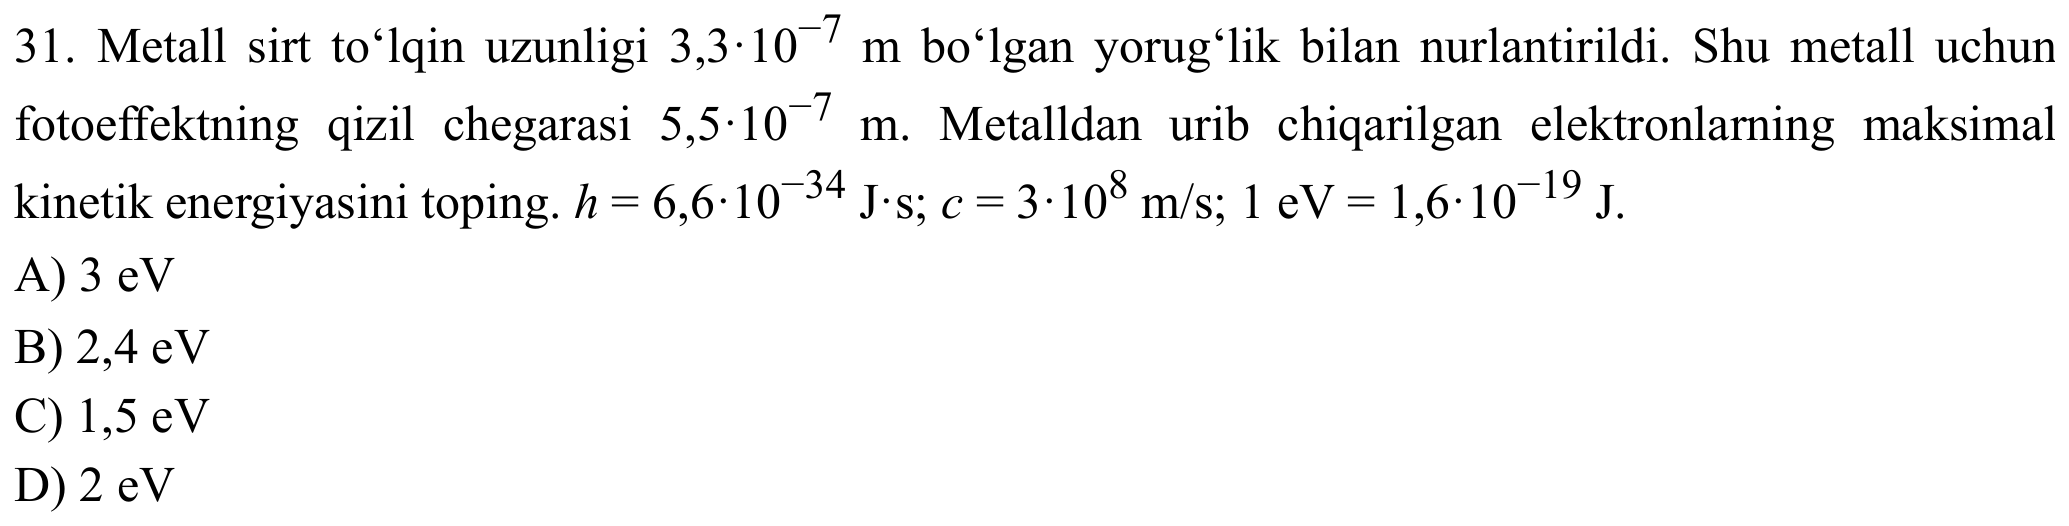 31. Metall sirt to‘lqin uzunligi 3,3·10⁻⁷ m bo‘lgan yorug‘lik bilan nurlantirildi. Shu metall uchun
fotoeffektning qizil chegarasi 5,5·10⁻⁷ m. Metalldan urib chiqarilgan elektronlarning maksimal
kinetik energiyasini toping. h = 6,6·10⁻³⁴ J·s; c = 3·10⁸ m/s; 1 eV = 1,6·10⁻¹⁹ J.
A) 3 eV
B) 2,4 eV
C) 1,5 eV
D) 2 eV